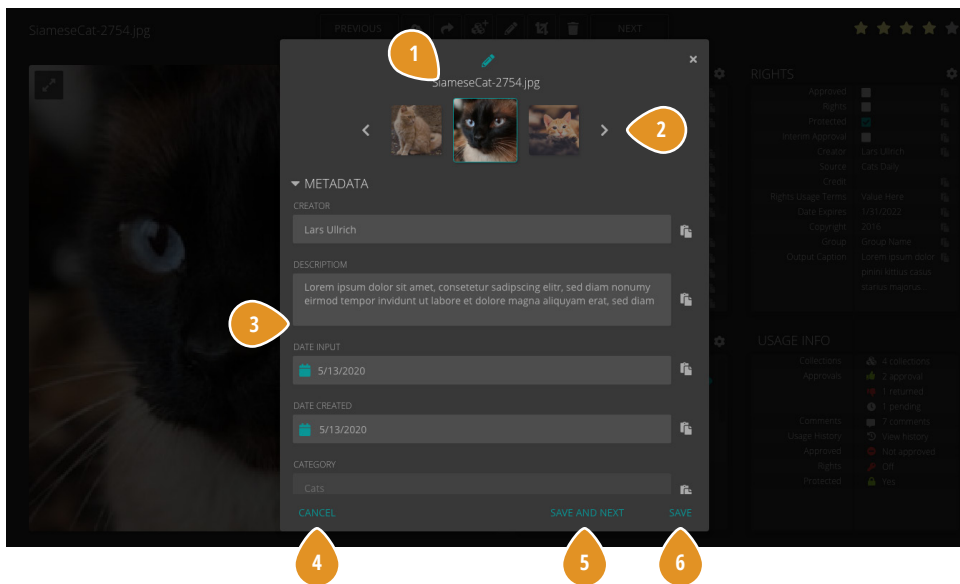 SiameseCat-2754.jpg
PREVIOUS
NEXT
1
SiameseCat-2754.jpg
2
METADATA
CREATOR
Lars Ullrich
DESCRIPTIOM
Lorem ipsum dolor sit amet, consetetur sadipscing elitr, sed diam nonumy
eirmod tempor invidunt ut labore et dolore magna aliquyam erat, sed diam
3
DATE INPUT
5/13/2020
DATE CREATED
5/13/2020
CATEGORY
Cats
CANCEL
SAVE AND NEXT
SAVE
4
5
6
RIGHTS
Approved
Rights
Protected
Interim Approval
Creator Lars Ullrich
Source Cats Daily
Credit
Rights Usage Terms Value Here
Date Expires 1/31/2022
Copyright 2016
Group Group Name
Output Caption Lorem ipsum dolor
USAGE INFO
Collections 4 collections
Approvals 2 approval
1 returned
1 pending
Comments 7 comments
Usage History View history
Approved Not approved
Rights Off
Protected Yes